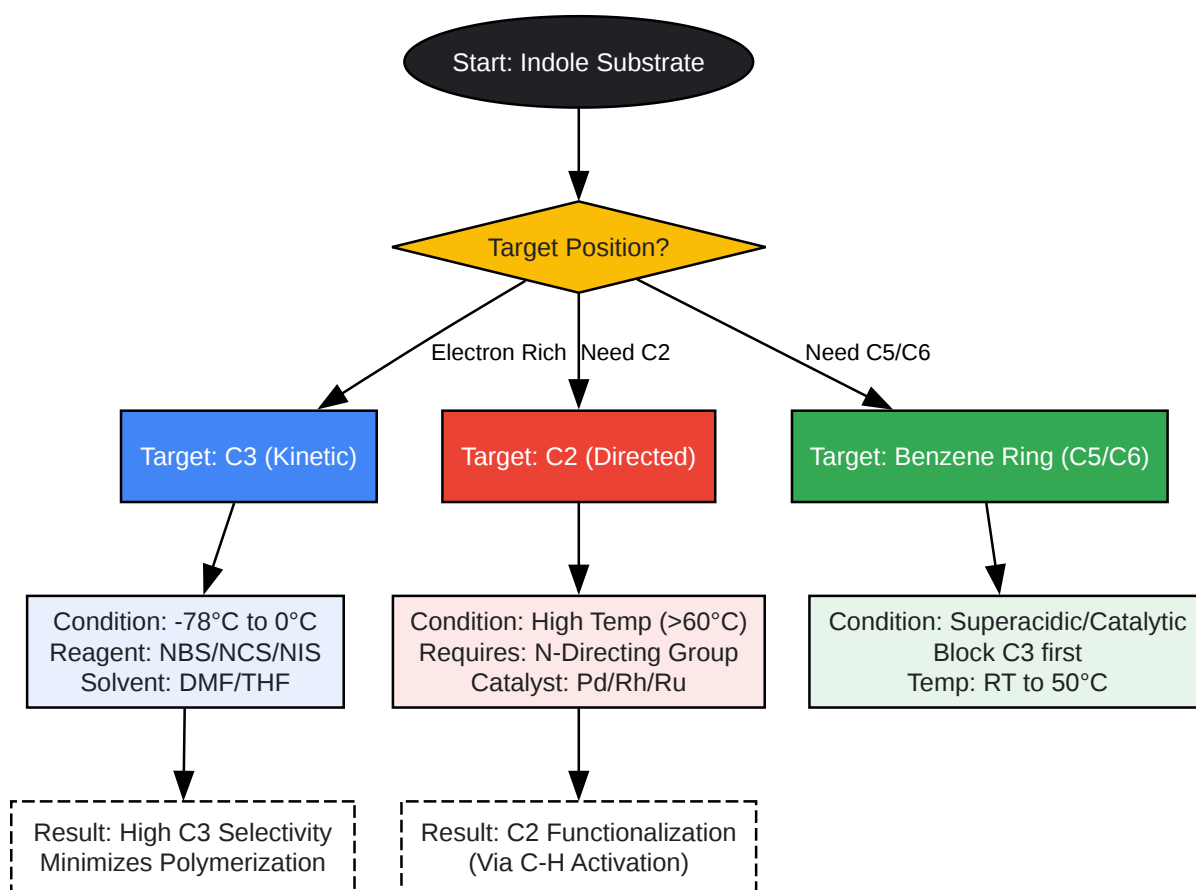 Start: Indole Substrate
Target Position?
Electron Rich
Need C2
Need C5/C6
Target: C3 (Kinetic)
Target: C2 (Directed)
Target: Benzene Ring (C5/C6)
Condition: -78°C to 0°C
Reagent: NBS/NCS/NIS
Solvent: DMF/THF
Condition: High Temp (>60°C)
Requires: N-Directing Group
Catalyst: Pd/Rh/Ru
Condition: Superacidic/Catalytic
Block C3 first
Temp: RT to 50°C
Result: High C3 Selectivity
Minimizes Polymerization
Result: C2 Functionalization
(Via C-H Activation)